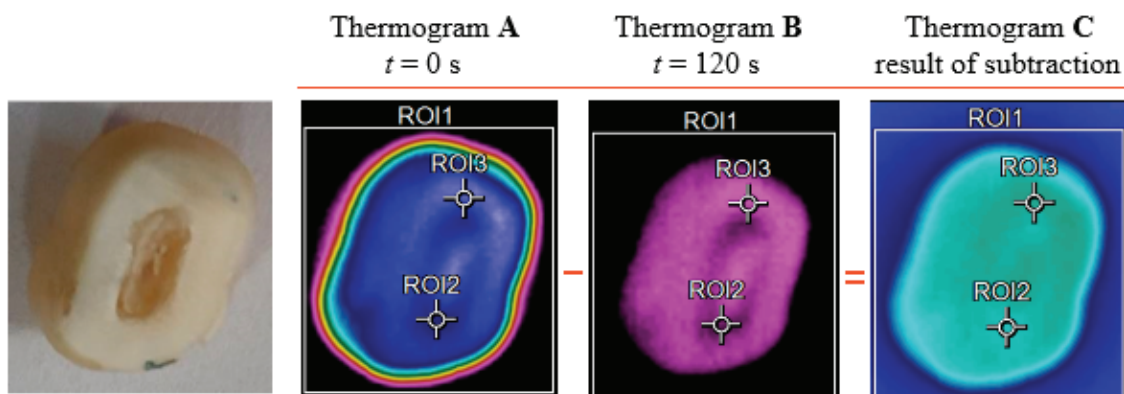 Thermogram A
t = 0 s
Thermogram B
t = 120 s
Thermogram C
result of subtraction
ROI1
ROI3
ROI2
−
ROI1
ROI3
ROI2
=
ROI1
ROI3
ROI2